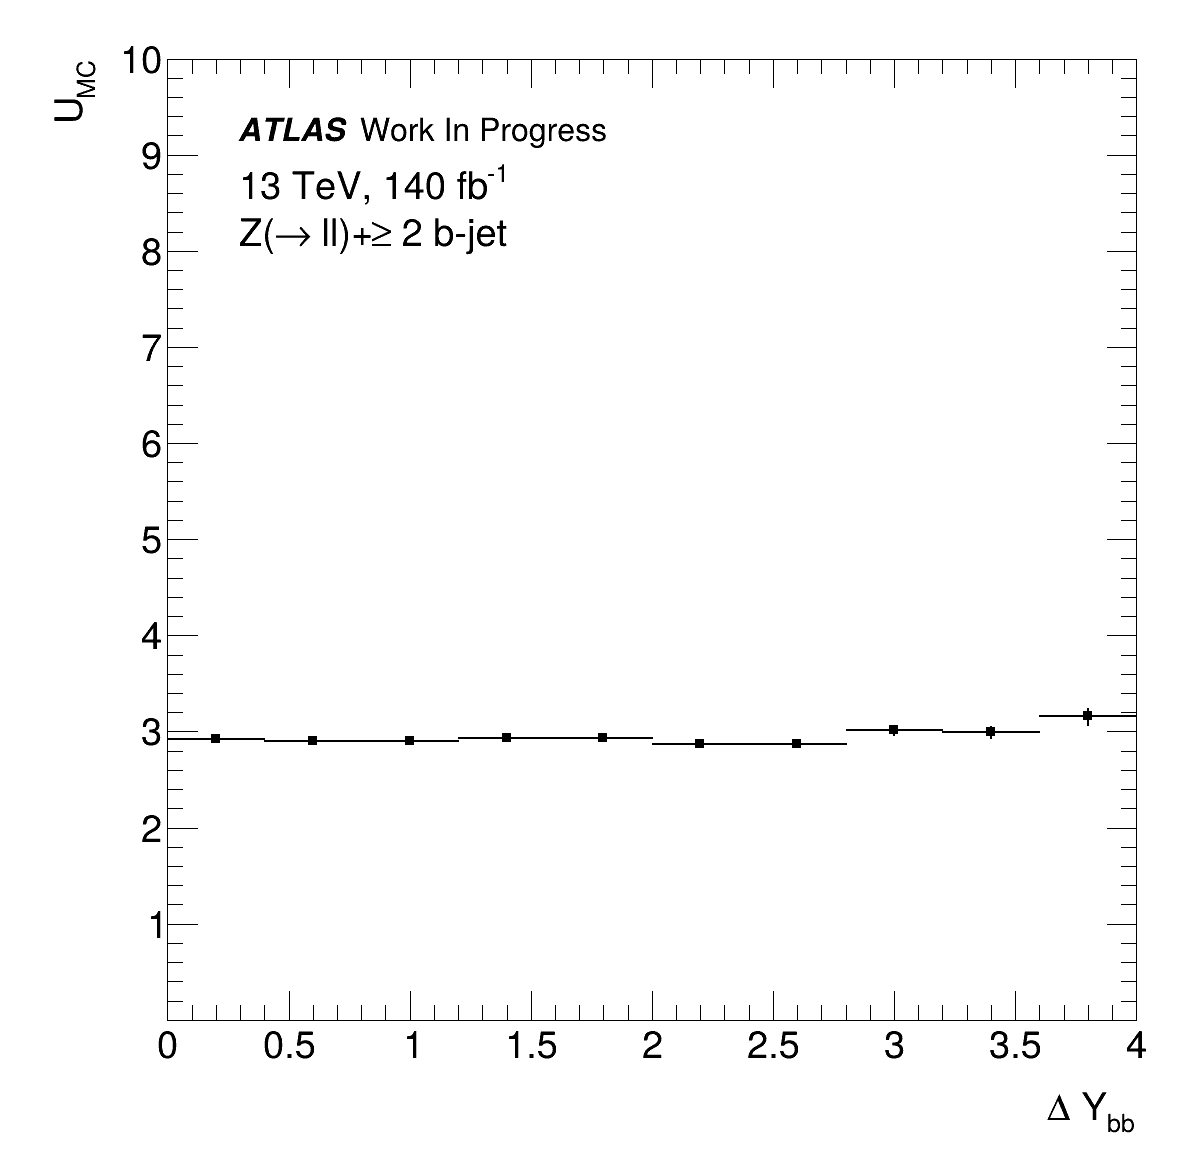 U_MC
10
9
8
7
6
5
4
3
2
1
ATLAS Work In Progress
13 TeV, 140 fb⁻¹
Z(→ ll)+≥ 2 b-jet
0 0.5 1 1.5 2 2.5 3 3.5 4
Δ Y_bb